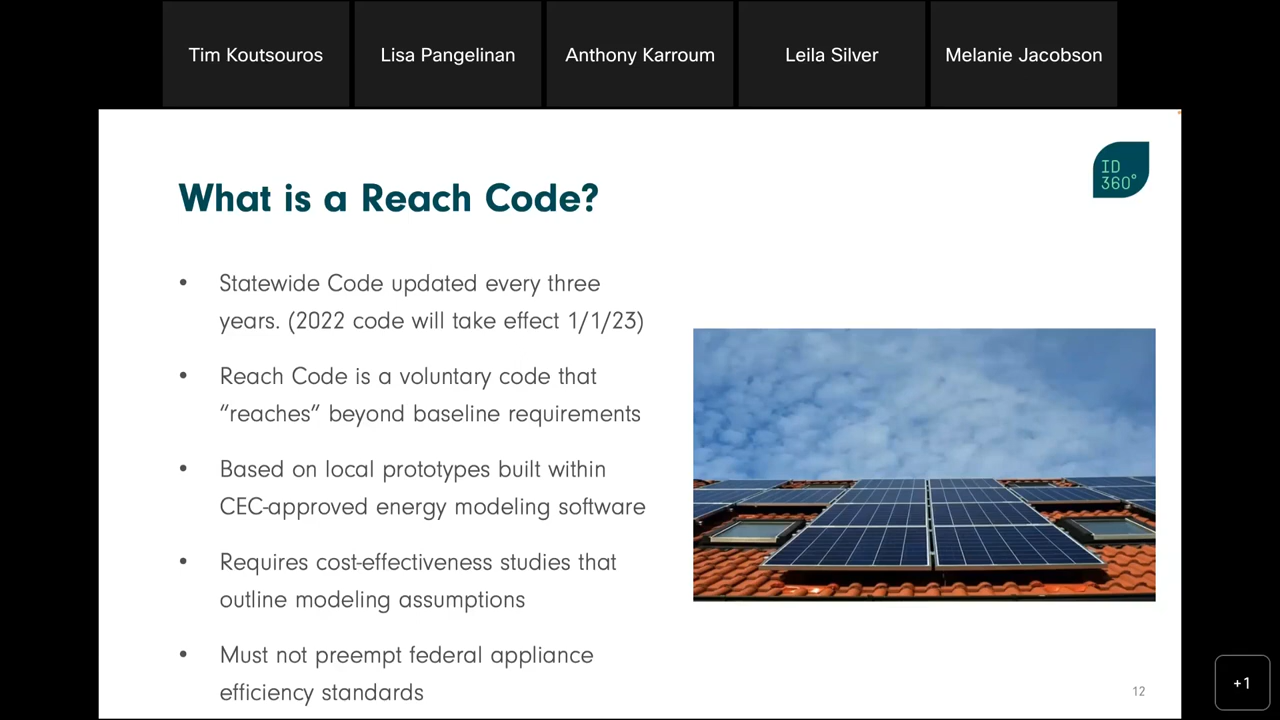 Tim Koutsouros
Lisa Pangelinan
Anthony Karroum
Leila Silver
Melanie Jacobson
ID
360°
What is a Reach Code?
• Statewide Code updated every three
years. (2022 code will take effect 1/1/23)
• Reach Code is a voluntary code that
“reaches” beyond baseline requirements
• Based on local prototypes built within
CEC-approved energy modeling software
• Requires cost-effectiveness studies that
outline modeling assumptions
• Must not preempt federal appliance
efficiency standards
12
+1